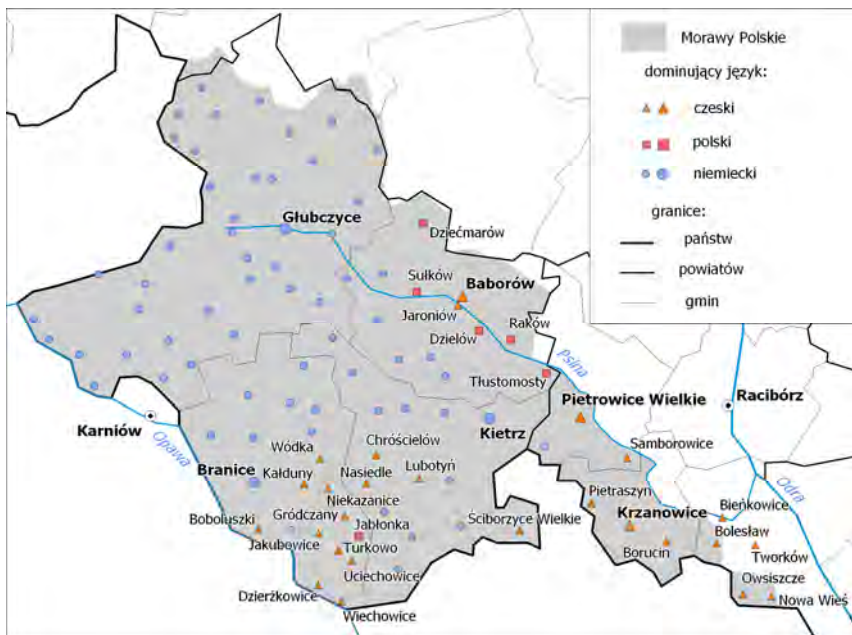 Morawy Polskie
dominujący język:
czeski
polski
niemiecki
granice:
państw
powiatów
gmin
Głubczyce
Dziećmarów
Sułków
Baborów
Jaroniów
Dzielów
Raków
Psina
Tłustomosty
Racibórz
Pietrowice Wielkie
Karniów
Opawa
Kietrz
Samborowice
Chróścielów
Wódka
Branice
Kałduny
Nasiedle
Lubotyń
Odra
Niekazanice
Pietraszyn
Bieńkowice
Gródczany
Krzanowice
Boboluszki
Jabłonka
Ściborzyce Wielkie
Bolesław
Jakubowice
Turkowo
Borucin
Tworków
Uciechowice
Owsiszcze
Dzierżkowice
Nowa Wieś
Wiechowice